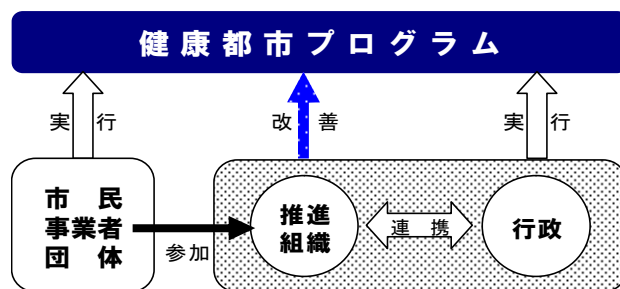 健康都市プログラム
実行
改善
実行
市民
事業者
団体
参加
推進
組織
連携
行政